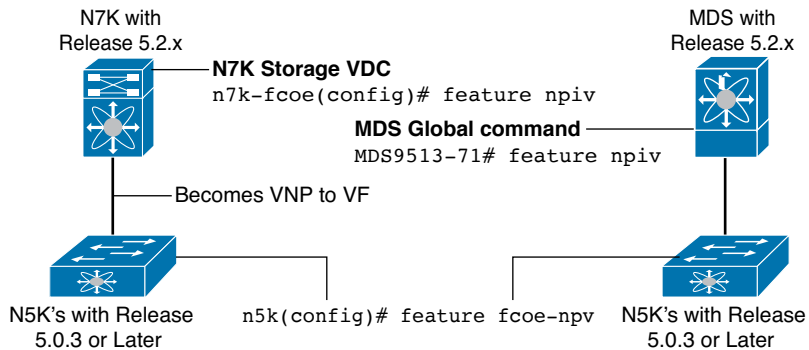 N7K with
Release 5.2.x
MDS with
Release 5.2.x
N7K Storage VDC
n7k-fcoe(config)# feature npiv
MDS Global command
MDS9513-71# feature npiv
Becomes VNP to VF
N5K's with Release
5.0.3 or Later
n5k(config)# feature fcoe-npv
N5K's with Release
5.0.3 or Later